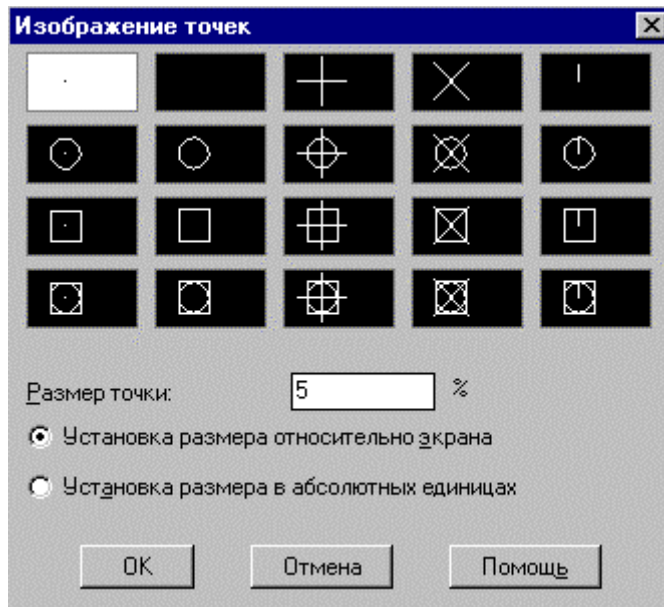 Изображение точек
Размер точки: 5 %
Установка размера относительно экрана
Установка размера в абсолютных единицах
OK Отмена Помощь